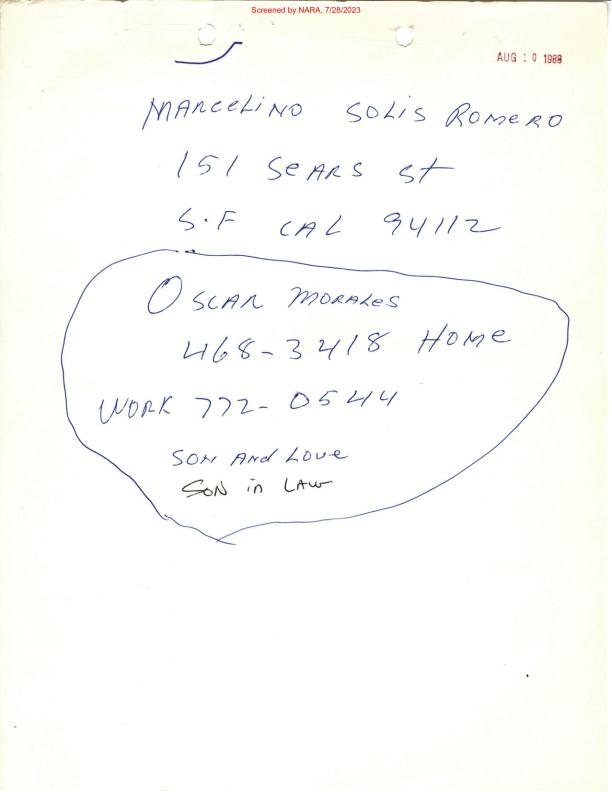 Screened by NARA, 7/28/2023
AUG 10 1988
MARCELINO SOLIS ROMERO
151 SEARS St
S.F CAL 94112
OSCAR MORALES
468-3418 HOME
WORK 772-0544
SON AND LOVE
SON in LAW